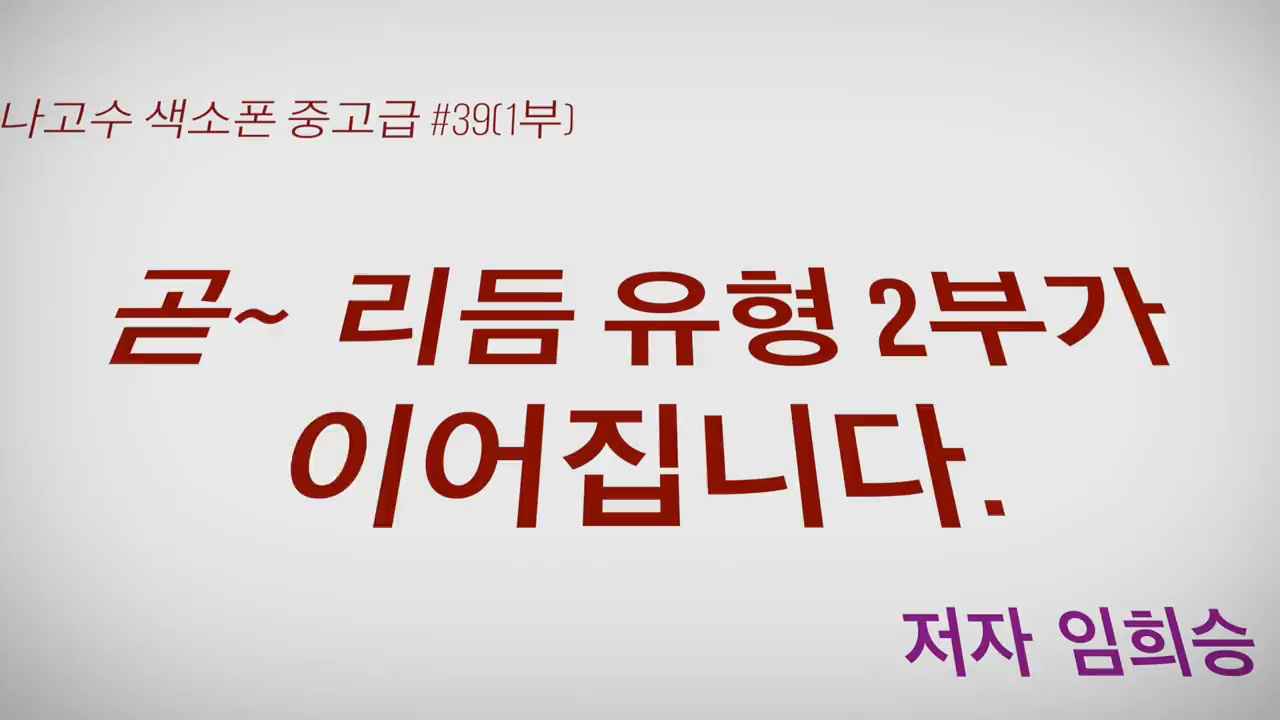 나고수 색소폰 중고급 #39(1부)
곧~ 리듬 유형 2부가
이어집니다.
저자 임희승